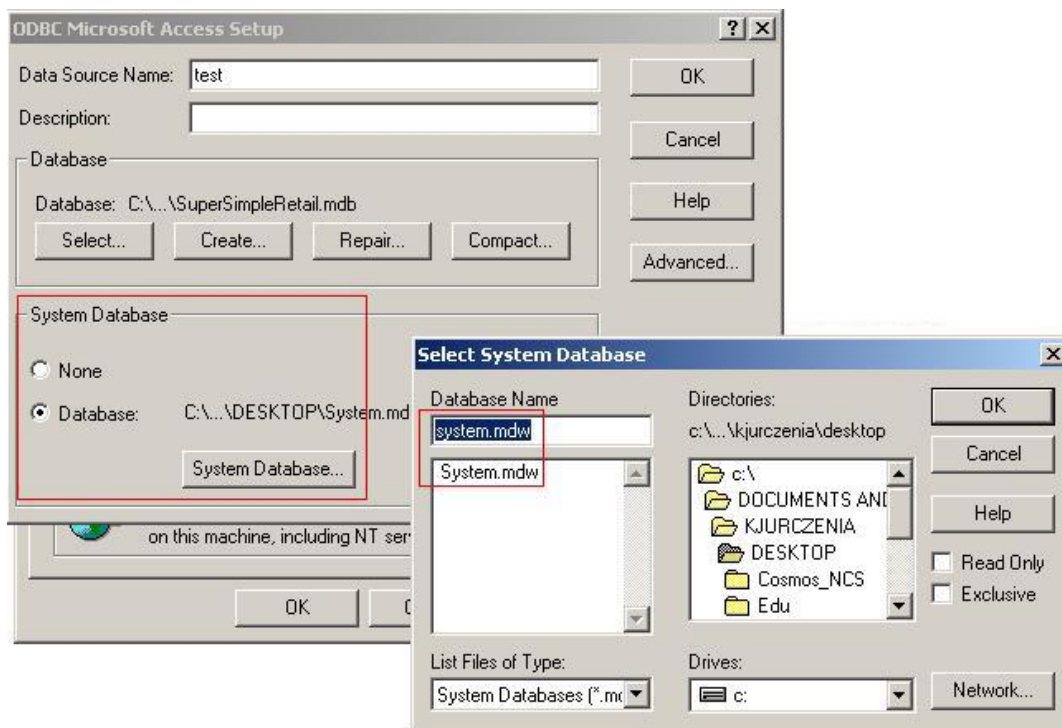 ODBC Microsoft Access Setup
Data Source Name: test
OK
Description:
Cancel
Database
Database: C:\...\SuperSimpleRetail.mdb
Help
Select... Create... Repair... Compact...
Advanced...
System Database
None
Database: C:\...\DESKTOP\System.md
System Database...
on this machine, including NT ser
OK
Select System Database
Database Name
system.mdw
System.mdw
List Files of Type:
System Databases (*.m
Directories:
c:\...\kjurczenia\desktop
c:\
DOCUMENTS AND
KJURCZENIA
DESKTOP
Cosmos_NCS
Edu
Drives:
c:
OK
Cancel
Help
Read Only
Exclusive
Network...